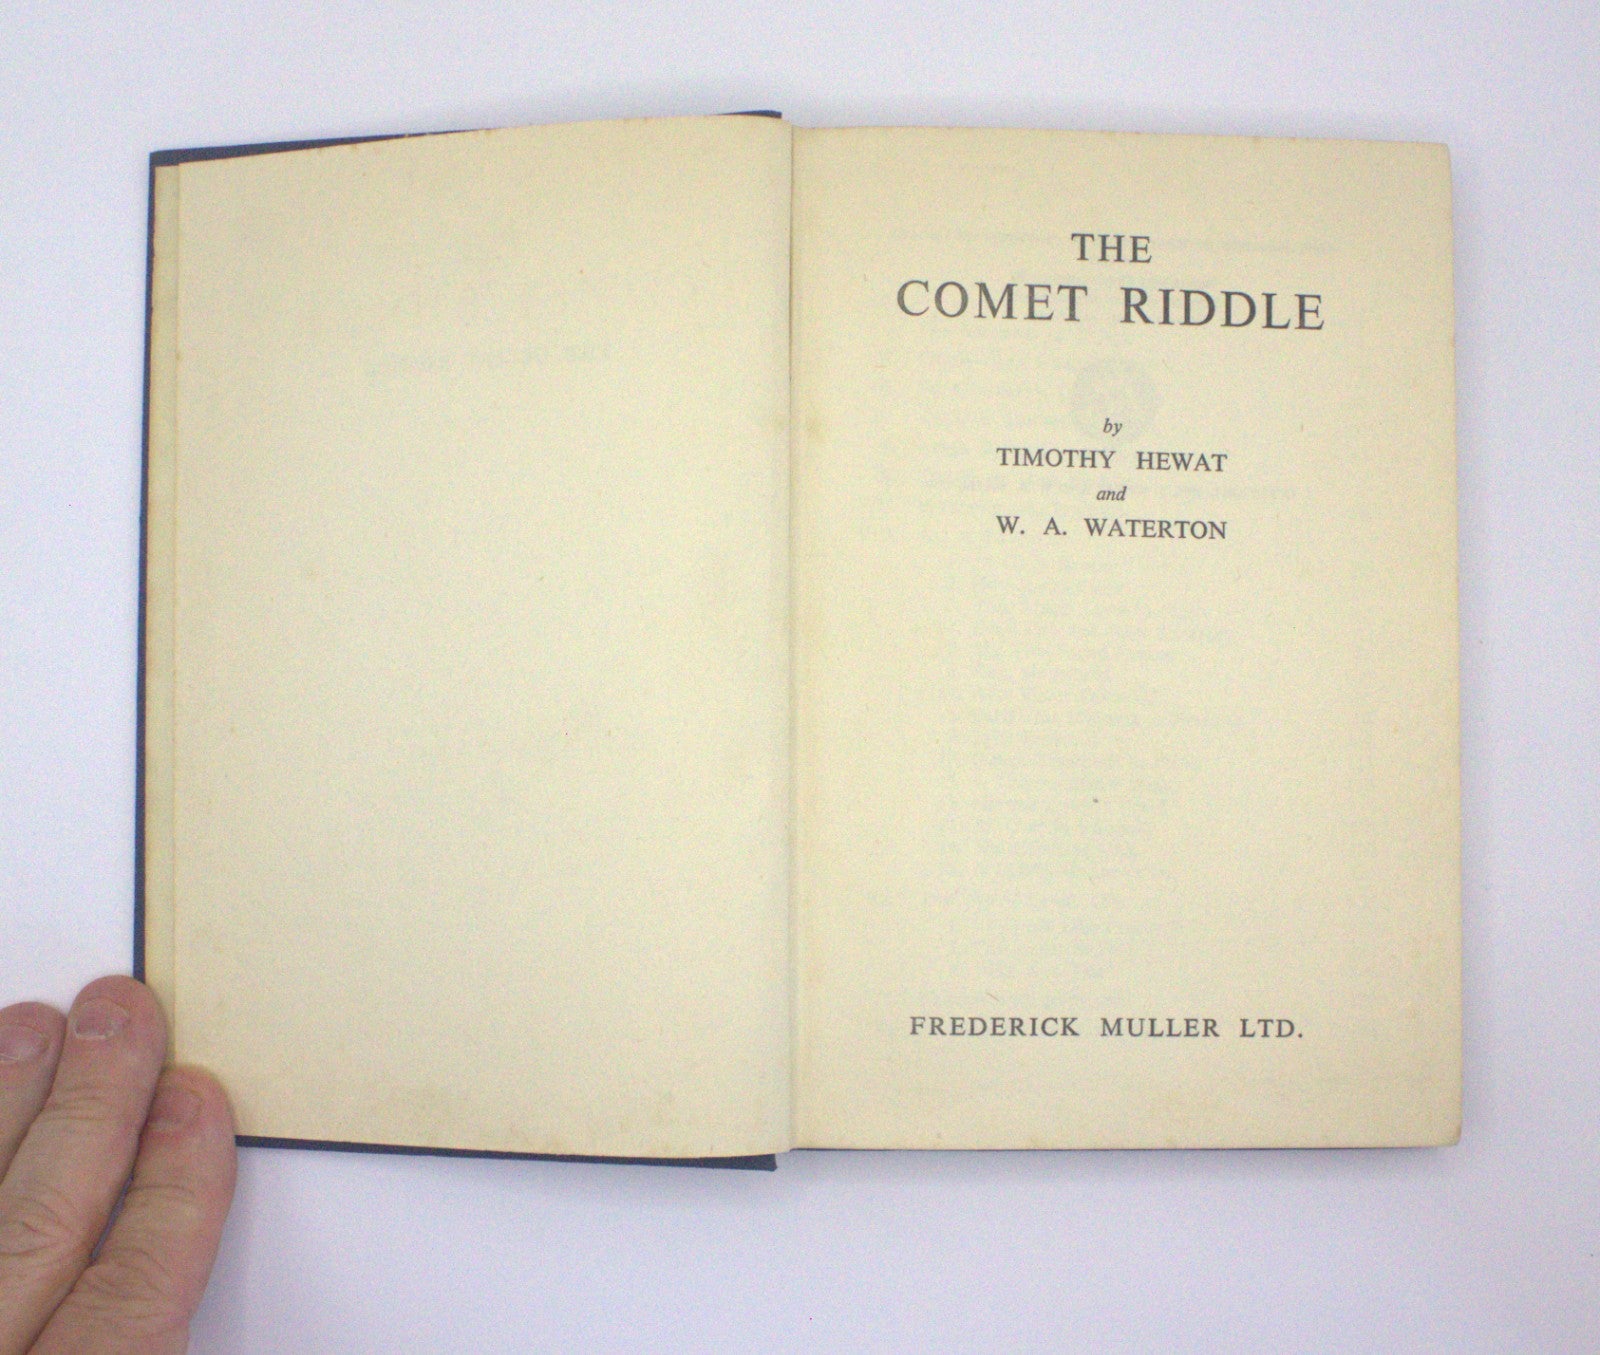 THE
COMET RIDDLE
by
TIMOTHY HEWAT
and
W. A. WATERTON
FREDERICK MULLER LTD.